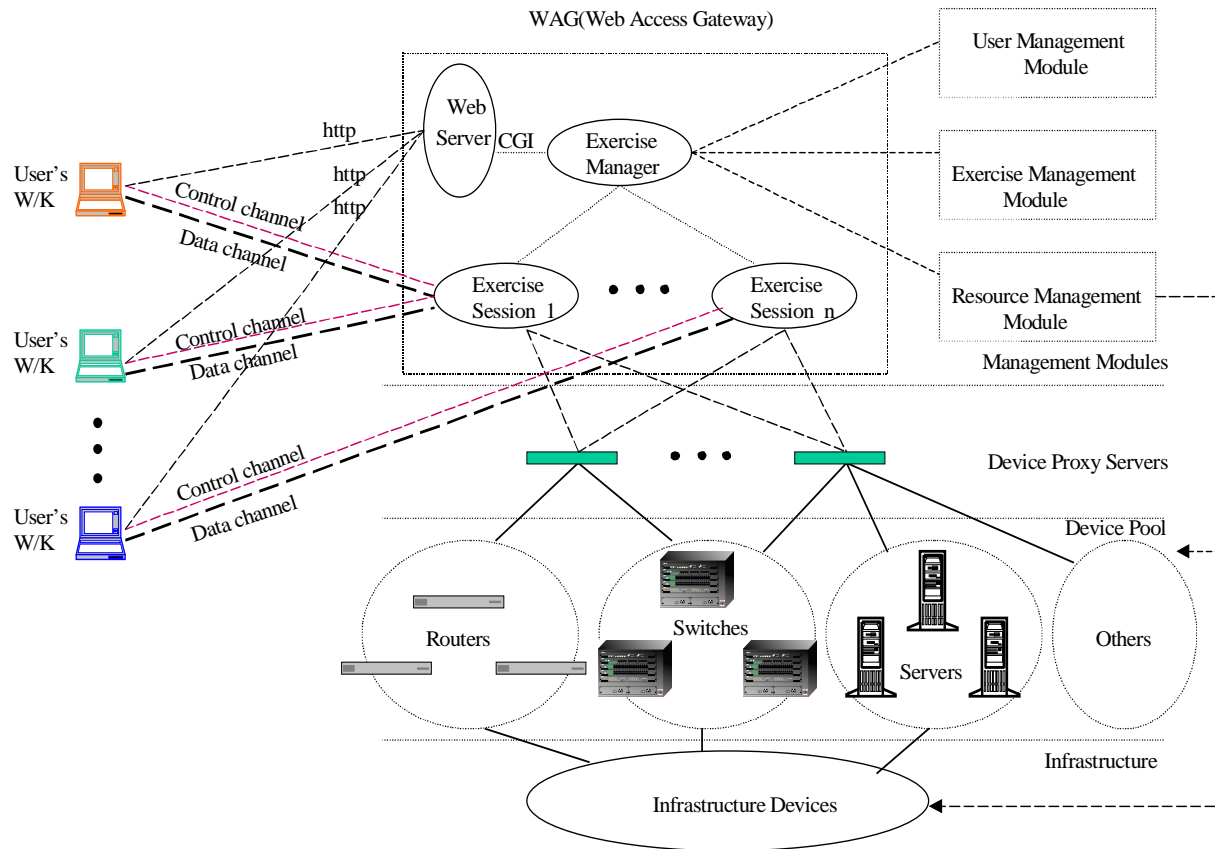 WAG(Web Access Gateway)
User Management
Module
Web
Server
CGI
Exercise
Manager
http
http
http
User's
W/K
Control channel
Data channel
Exercise Management
Module
Exercise
Session 1
Exercise
Session n
Resource Management
Module
Management Modules
User's
W/K
Control channel
Data channel
Device Proxy Servers
User's
W/K
Control channel
Data channel
Device Pool
Routers
Switches
Servers
Others
Infrastructure
Infrastructure Devices